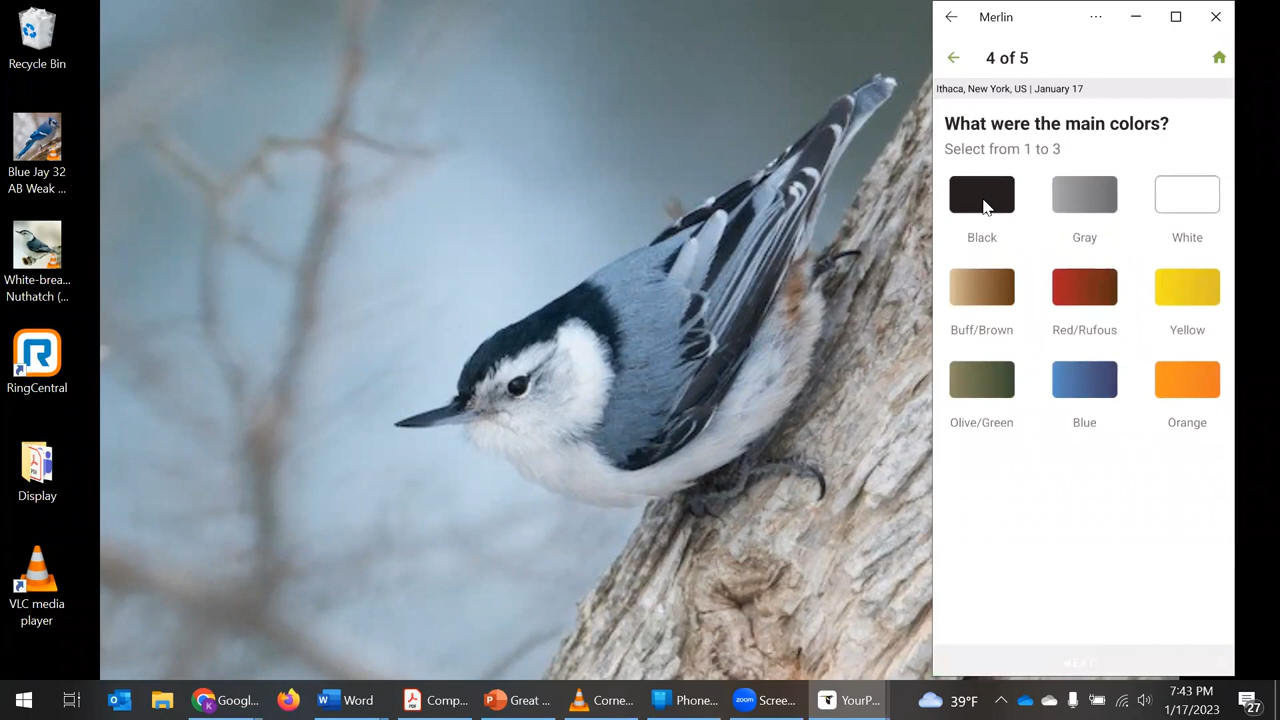 Recycle Bin
Blue Jay 32
AB Weak ...
White-brea...
Nuthatch (...
RingCentral
Display
VLC media
player
Merlin
4 of 5
Ithaca, New York, US | January 17
What were the main colors?
Select from 1 to 3
Black
Gray
White
Buff/Brown
Red/Rufous
Yellow
Olive/Green
Blue
Orange
NEXT
Googl...
Word
Comp...
Great ...
Corne...
Phone...
zoom
Scree...
YourP...
39°F
7:43 PM
1/17/2023
27